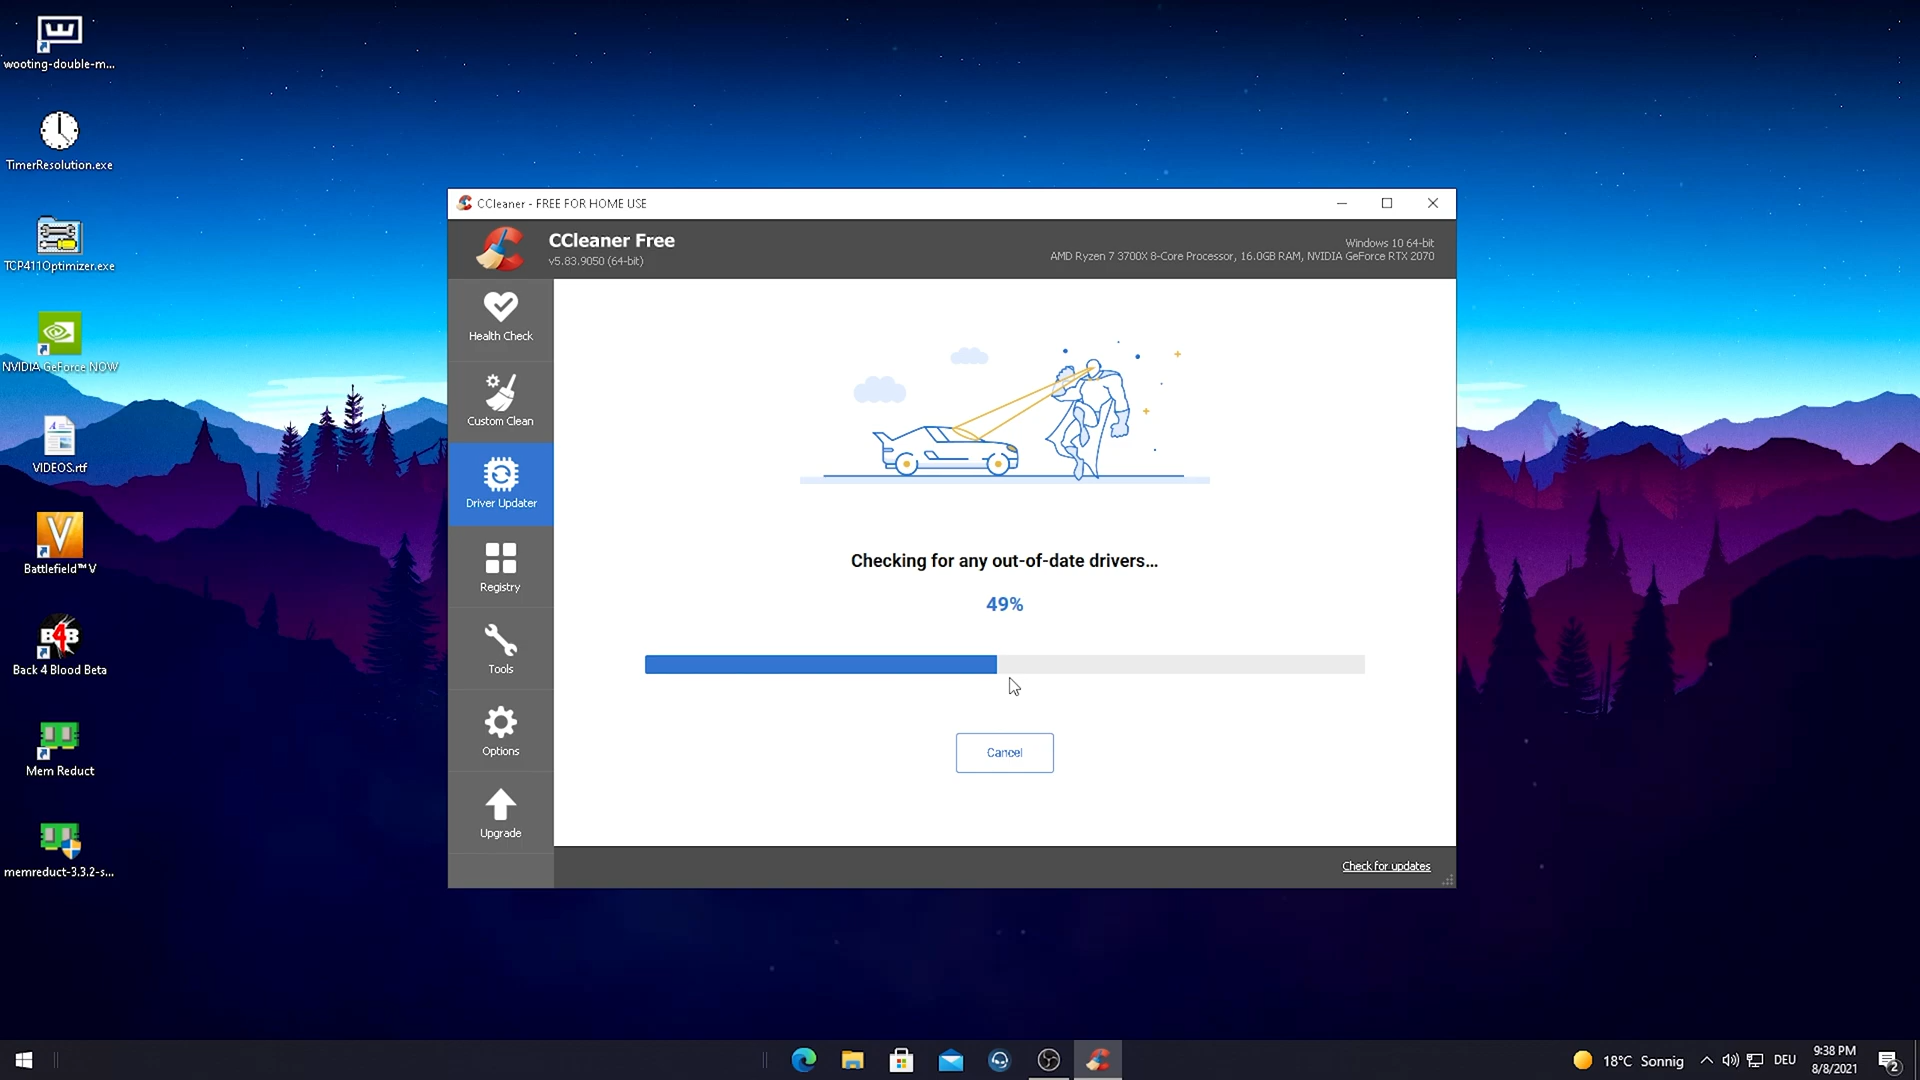 wooting-double-m...
TimerResolution.exe
TCP411Optimizer.exe
NVIDIA GeForce NOW
VIDEOS.rtf
Battlefield™ V
B4B
Back 4 Blood Beta
Mem Reduct
memreduct-3.3.2-s...
CCleaner - FREE FOR HOME USE
CCleaner Free
v5.83.9050 (64-bit)
Windows 10 64-bit
AMD Ryzen 7 3700X 8-Core Processor, 16.0GB RAM, NVIDIA GeForce RTX 2070
Health Check
Custom Clean
Driver Updater
Registry
Tools
Options
Upgrade
Checking for any out-of-date drivers...
49%
Cancel
Check for updates
18°C Sonnig
DEU
9:38 PM
8/8/2021
2